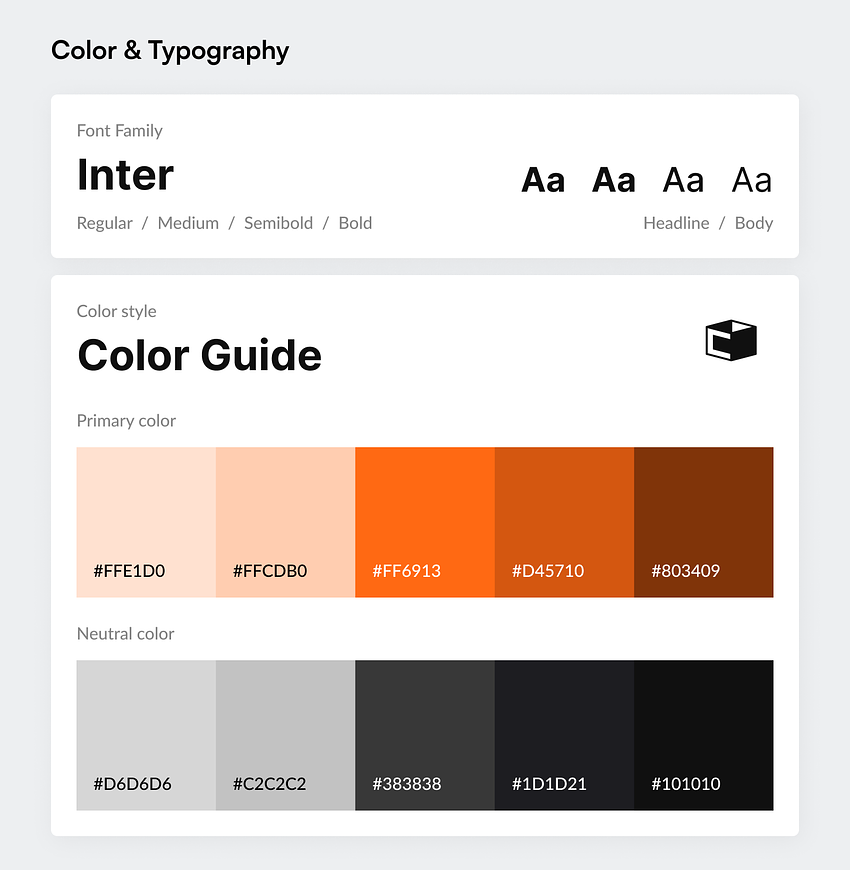 Color & Typography
Font Family
Inter
Aa Aa Aa Aa
Regular / Medium / Semibold / Bold
Headline / Body
Color style
Color Guide
Primary color
#FFE1D0 #FFCDB0 #FF6913 #D45710 #803409
Neutral color
#D6D6D6 #C2C2C2 #383838 #1D1D21 #101010